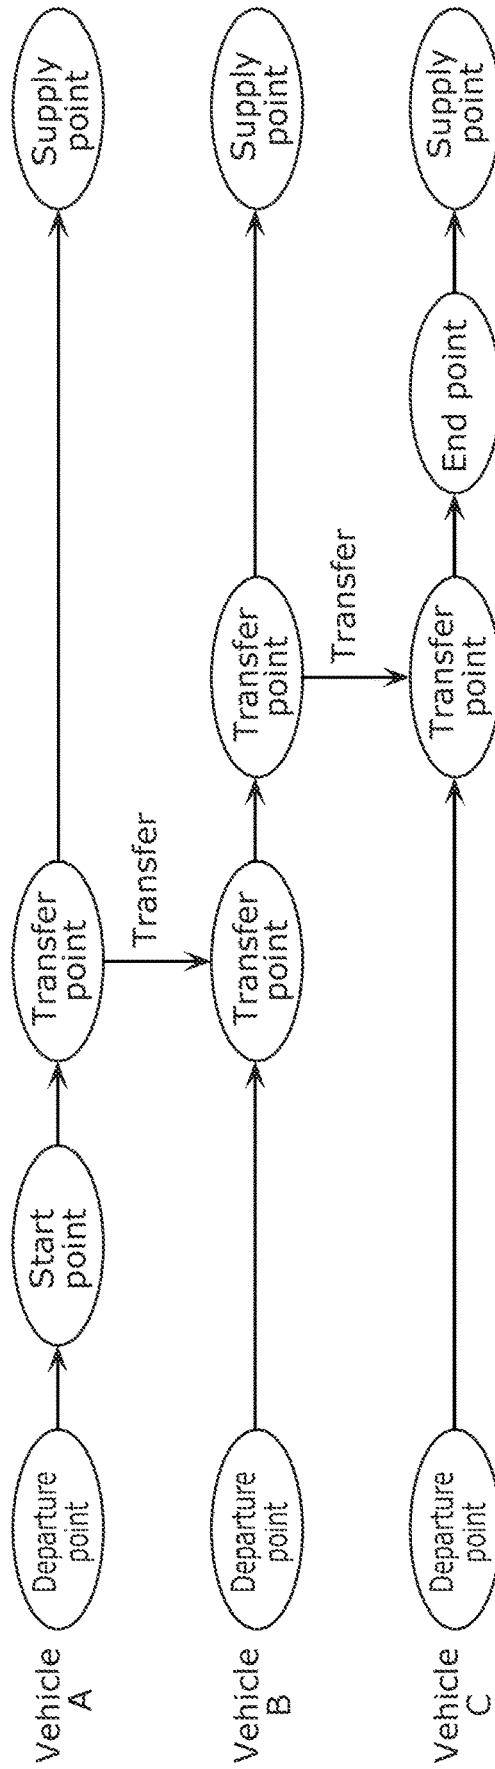 Vehicle
A
Departure
point
Start
point
Transfer
point
Supply
point
Transfer
Vehicle
B
Departure
point
Transfer
point
Transfer
point
Supply
point
Transfer
Vehicle
C
Departure
point
Transfer
point
End point
Supply
point